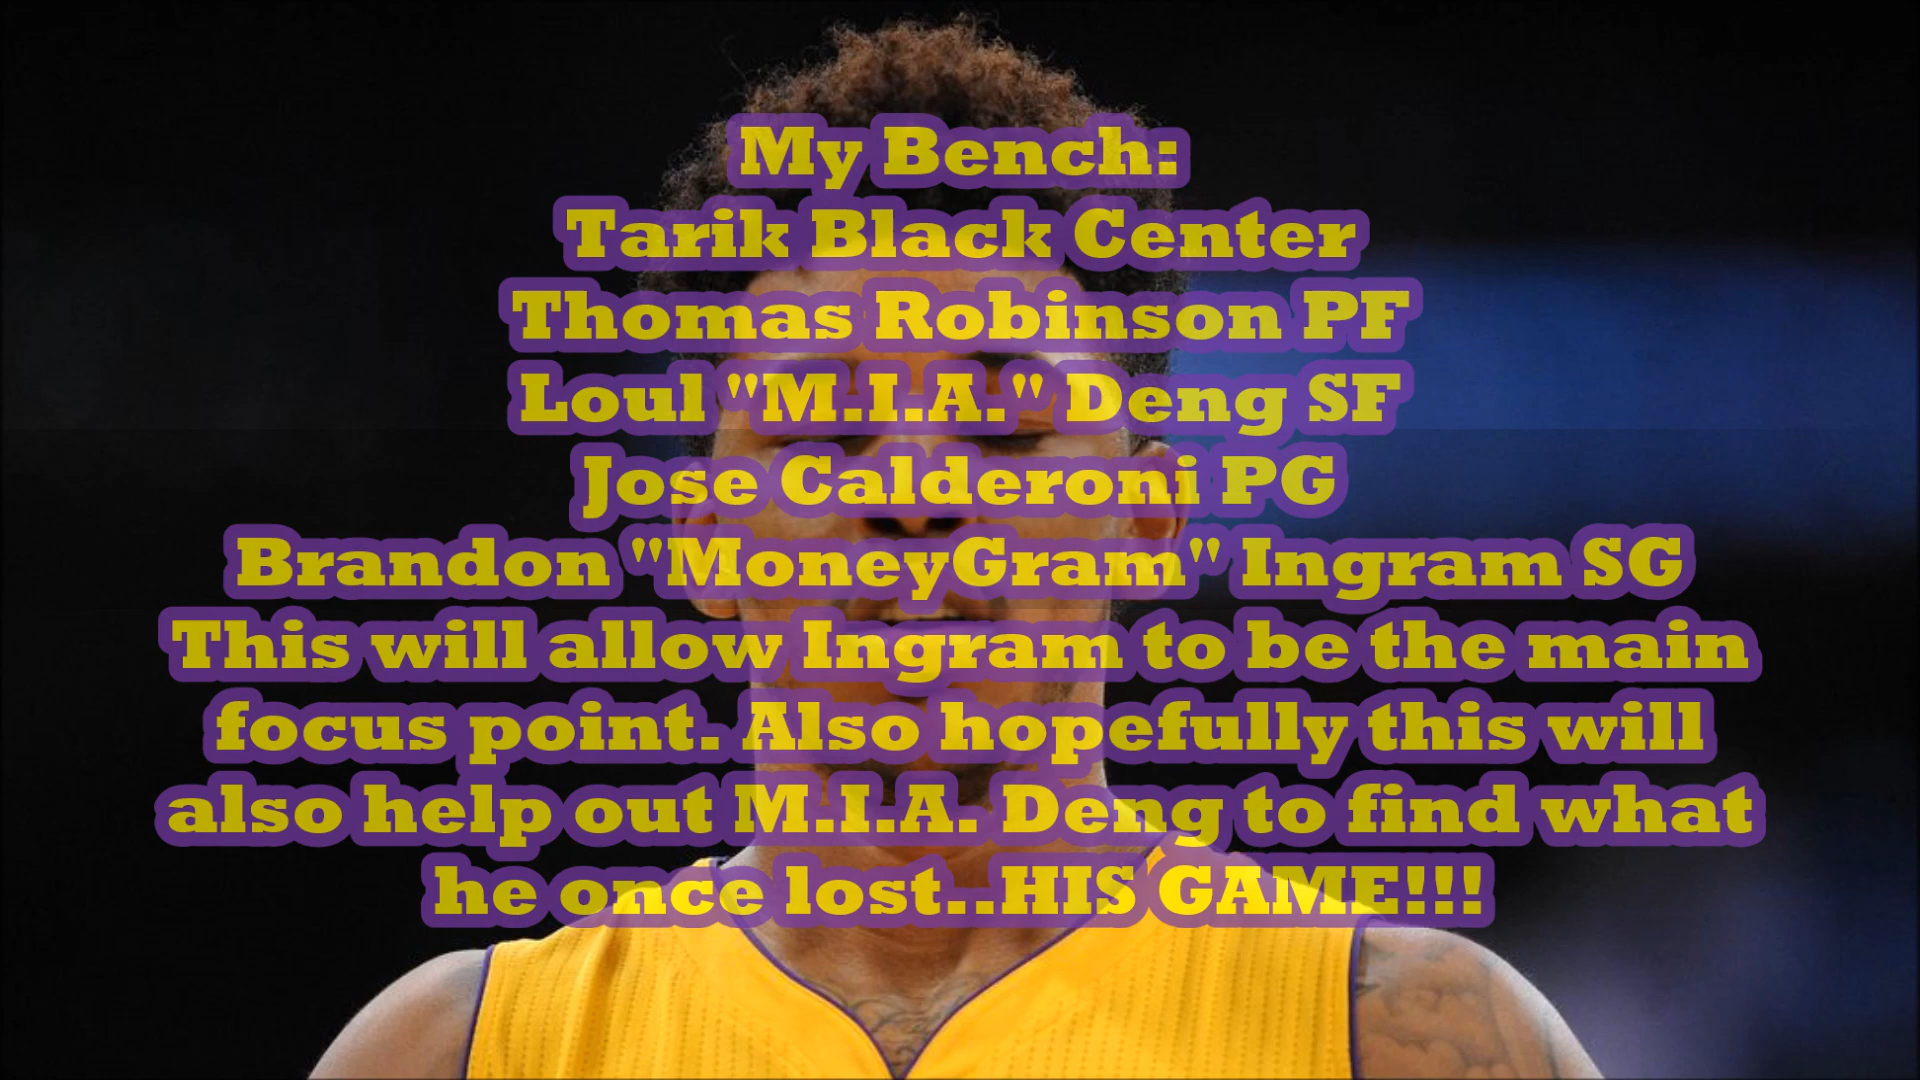 My Bench:
Tarik Black Center
Thomas Robinson PF
Loul "M.I.A." Deng SF
Jose Calderoni PG
Brandon "MoneyGram" Ingram SG
This will allow Ingram to be the main
focus point. Also hopefully this will
also help out M.I.A. Deng to find what
he once lost..HIS GAME!!!